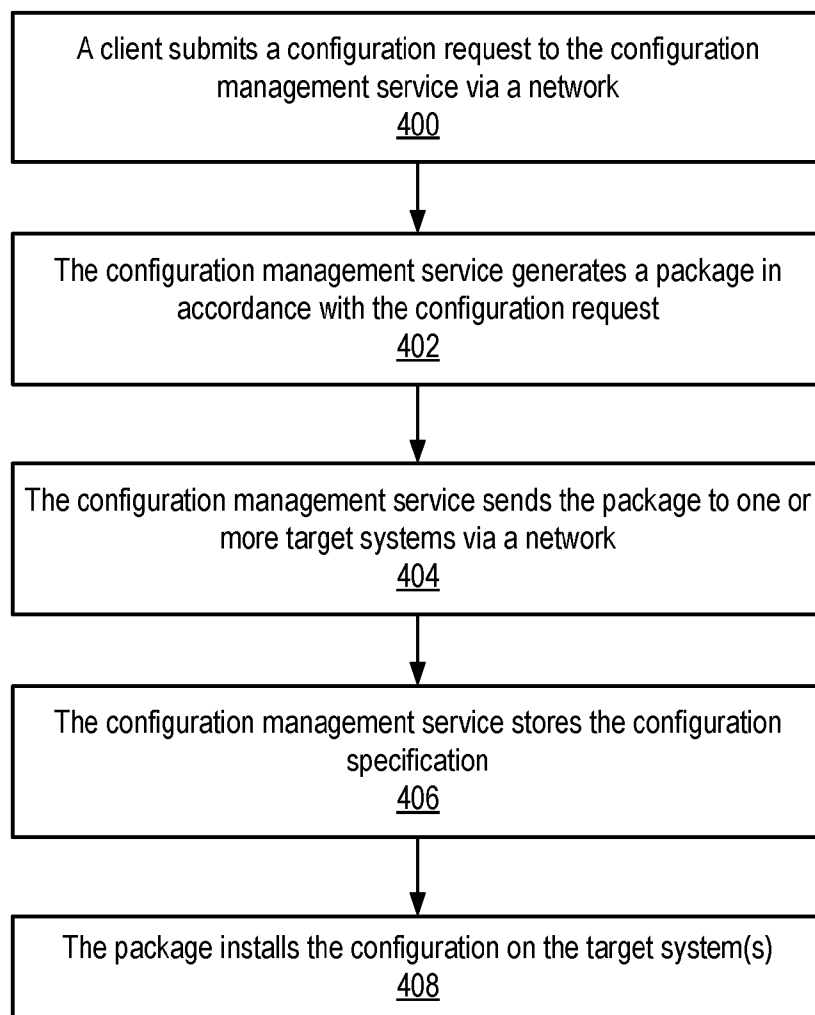 A client submits a configuration request to the configuration
management service via a network
400
The configuration management service generates a package in
accordance with the configuration request
402
The configuration management service sends the package to one or
more target systems via a network
404
The configuration management service stores the configuration
specification
406
The package installs the configuration on the target system(s)
408